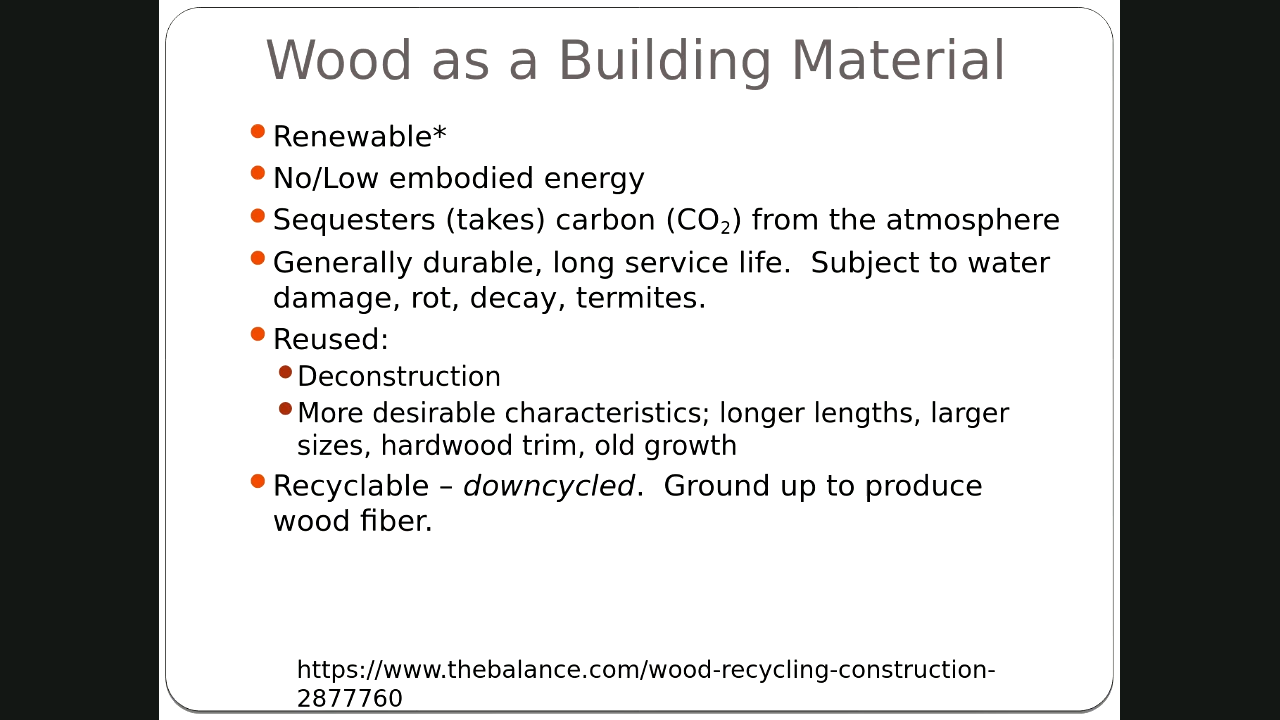 Wood as a Building Material
Renewable*
No/Low embodied energy
Sequesters (takes) carbon (CO₂) from the atmosphere
Generally durable, long service life.  Subject to water
damage, rot, decay, termites.
Reused:
Deconstruction
More desirable characteristics; longer lengths, larger
sizes, hardwood trim, old growth
Recyclable – downcycled.  Ground up to produce
wood fiber.
https://www.thebalance.com/wood-recycling-construction-
2877760